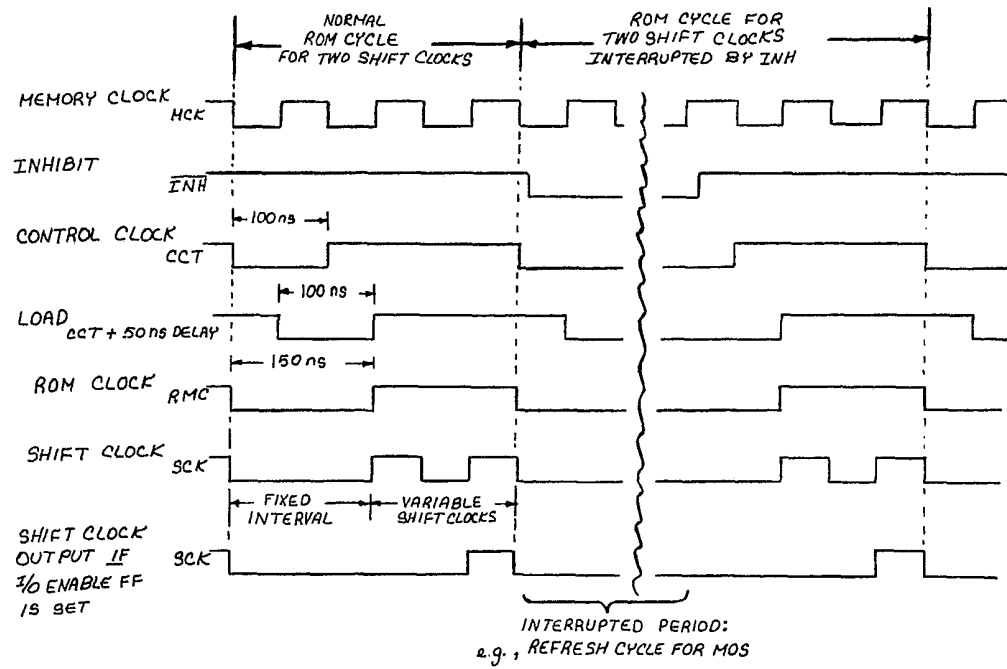 NORMAL
ROM CYCLE
FOR TWO SHIFT CLOCKS
ROM CYCLE FOR
TWO SHIFT CLOCKS
INTERRUPTED BY INH
MEMORY CLOCK
MCK
INHIBIT
INH
100 ns
CONTROL CLOCK
CCT
100 ns
LOAD
CCT + 50 ns DELAY
150 ns
ROM CLOCK
RMC
SHIFT CLOCK
SCK
FIXED
INTERVAL
VARIABLE
SHIFT CLOCKS
SHIFT CLOCK
OUTPUT IF
I/O ENABLE FF
IS SET
SCK
INTERRUPTED PERIOD:
e.g., REFRESH CYCLE FOR MOS